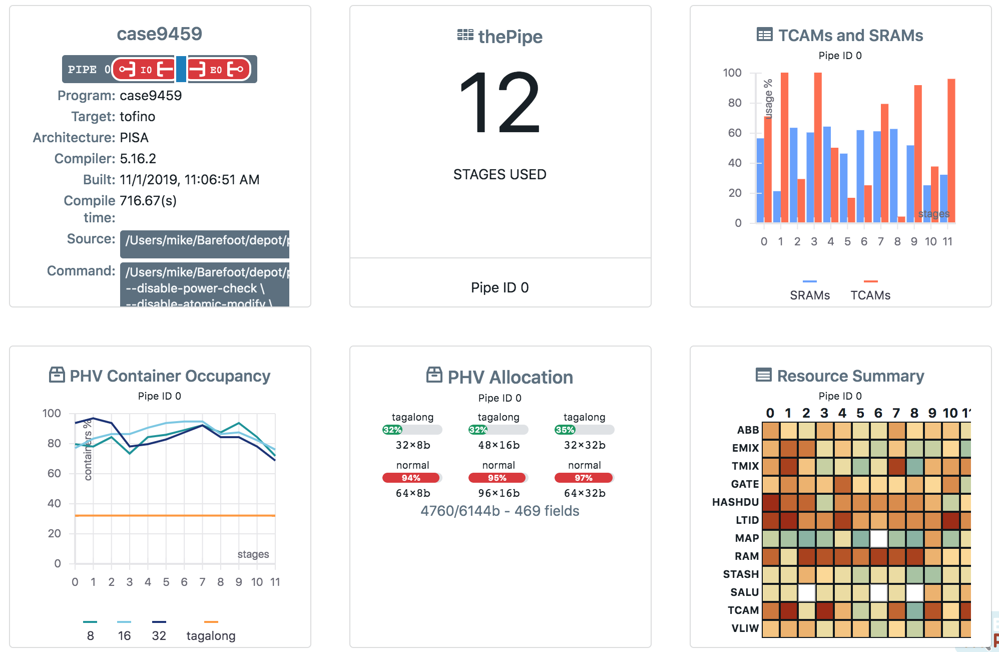 case9459
PIPE 0 I0 E0
Program: case9459
Target: tofino
Architecture: PISA
Compiler: 5.16.2
Built: 11/1/2019, 11:06:51 AM
Compile 716.67(s)
time:
Source: /Users/mike/Barefoot/depot/
Command: /Users/mike/Barefoot/depot/
--disable-power-check \
--disable-atomic-modify \
thePipe
12
STAGES USED
Pipe ID 0
TCAMs and SRAMs
Pipe ID 0
100
80
60
40
20
0
usage %
stages
0 1 2 3 4 5 6 7 8 9 10 11
SRAMs TCAMs
PHV Container Occupancy
Pipe ID 0
100
80
60
40
20
0
containers %
stages
0 1 2 3 4 5 6 7 8 9 10 11
8 16 32 tagalong
PHV Allocation
Pipe ID 0
tagalong tagalong tagalong
32% 32% 35%
32×8b 48×16b 32×32b
normal normal normal
94% 95% 97%
64×8b 96×16b 64×32b
4760/6144b - 469 fields
Resource Summary
Pipe ID 0
0 1 2 3 4 5 6 7 8 9 10
ABB
EMIX
TMIX
GATE
HASHDU
LTID
MAP
RAM
STASH
SALU
TCAM
VLIW